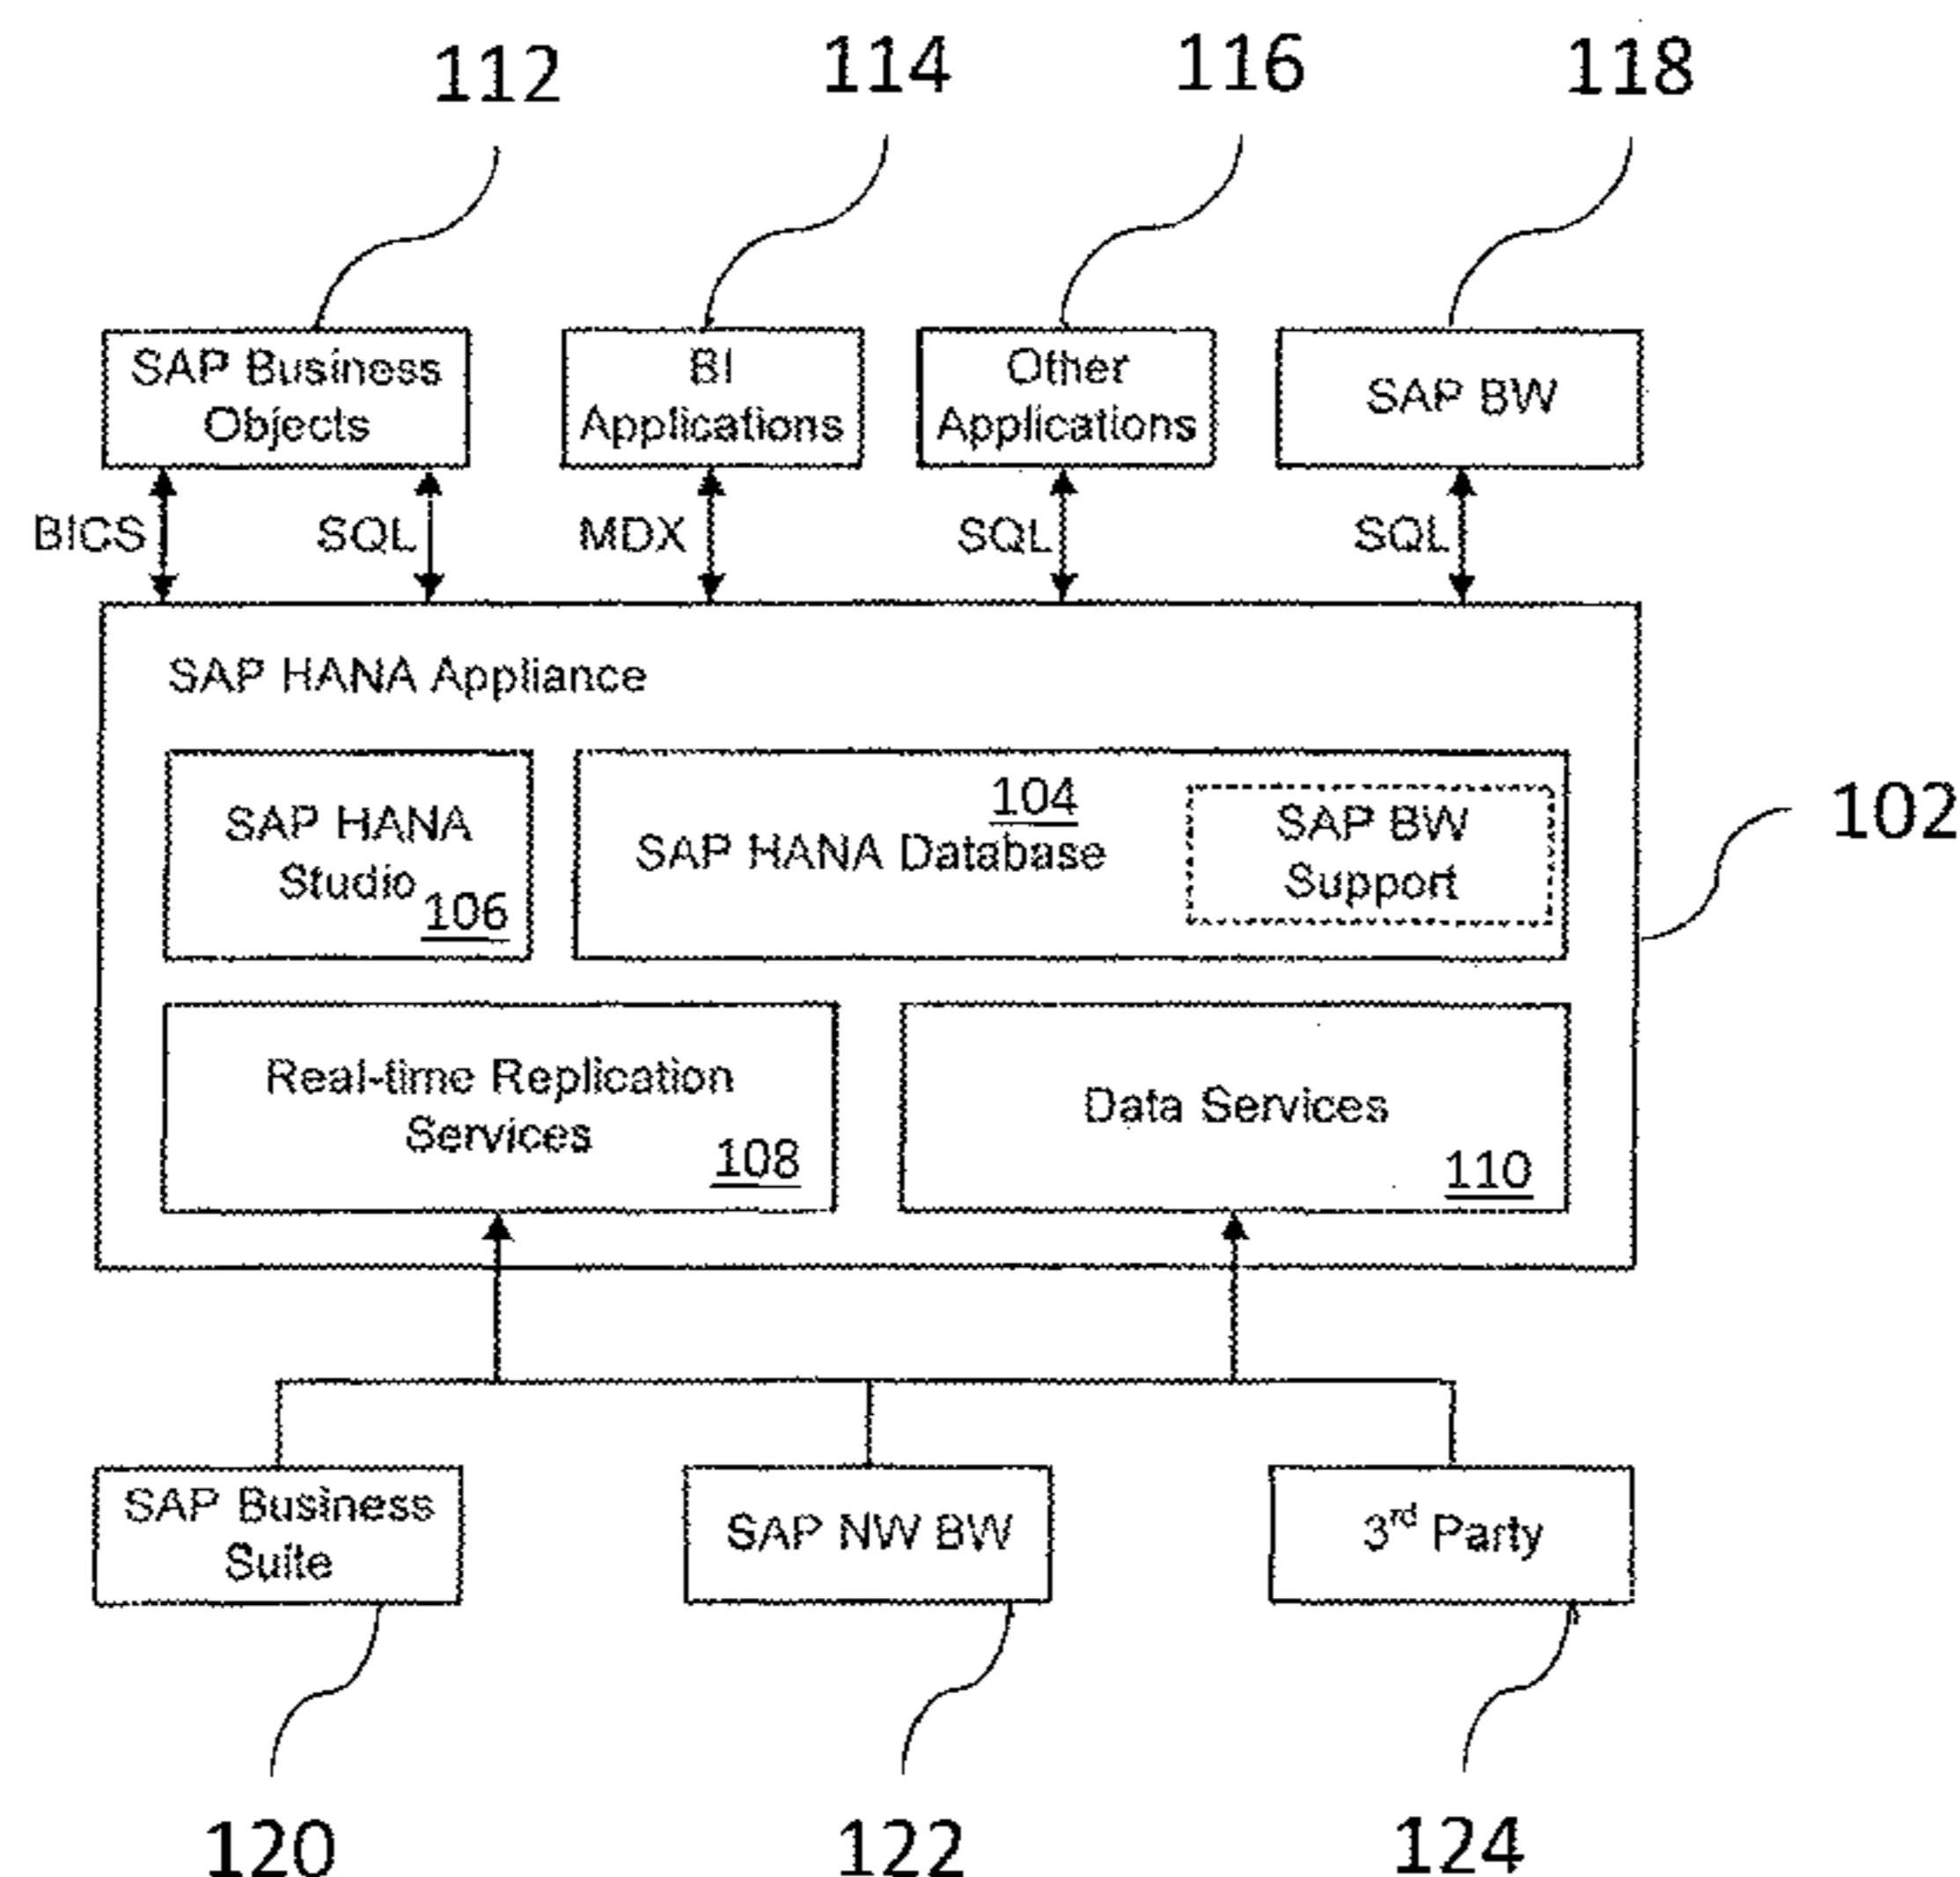 112
114
116
118
SAP Business
Objects
BI
Applications
Other
Applications
SAP BW
BICS
SQL
MDX
SQL
SQL
SAP HANA Appliance
102
SAP HANA
Studio
106
104
SAP HANA Database
SAP BW
Support
Real-time Replication
Services
108
Data Services
110
SAP Business
Suite
SAP NW BW
3rd Party
120
122
124